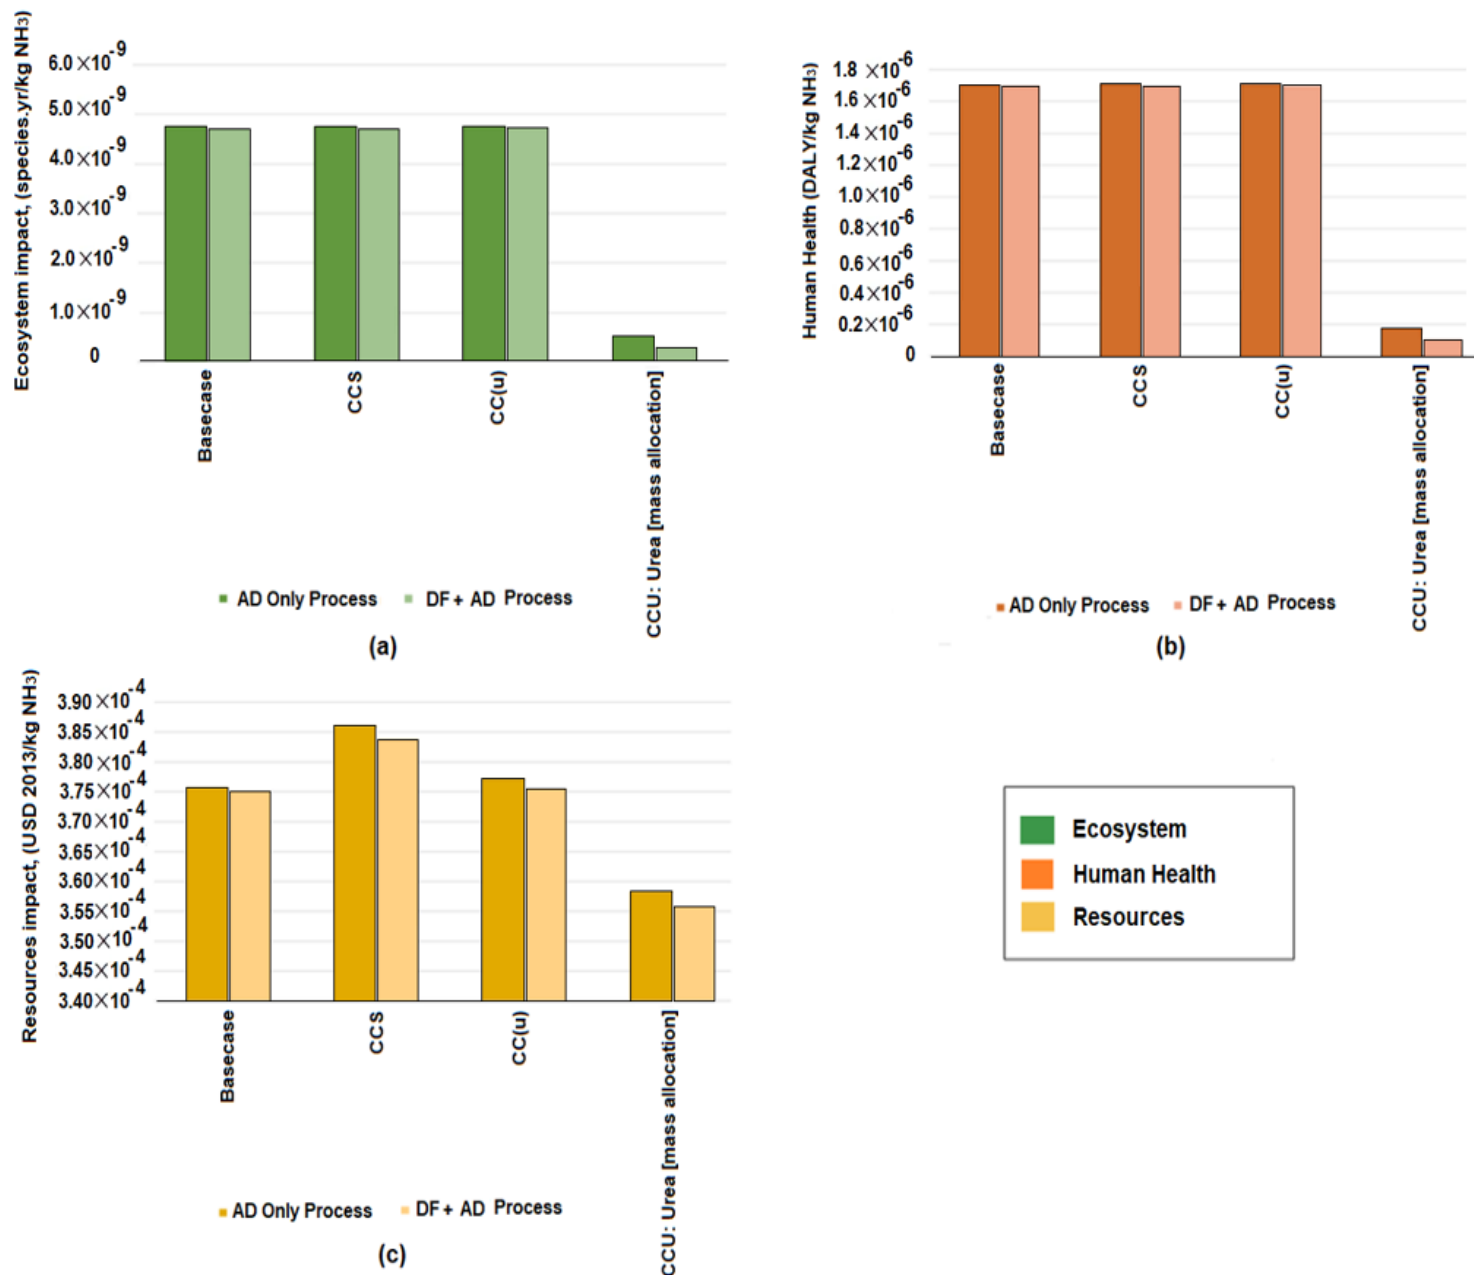 Ecosystem impact, (species.yr/kg NH₃)
6.0×10⁻⁹
5.0×10⁻⁹
4.0×10⁻⁹
3.0×10⁻⁹
2.0×10⁻⁹
1.0×10⁻⁹
0
Basecase
CCS
CC(u)
CCU: Urea [mass allocation]
AD Only Process
DF + AD Process
(a)
Human Health (DALY/kg NH₃)
1.8 ×10⁻⁶
1.6×10⁻⁶
1.4×10⁻⁶
1.2×10⁻⁶
1.0×10⁻⁶
0.8×10⁻⁶
0.6×10⁻⁶
0.4×10⁻⁶
0.2×10⁻⁶
0
Basecase
CCS
CC(u)
CCU: Urea [mass allocation]
AD Only Process
DF + AD Process
(b)
Resources impact, (USD 2013/kg NH₃)
3.90×10⁻⁴
3.85×10⁻⁴
3.80×10⁻⁴
3.75×10⁻⁴
3.70×10⁻⁴
3.65×10⁻⁴
3.60×10⁻⁴
3.55×10⁻⁴
3.50×10⁻⁴
3.45×10⁻⁴
3.40×10⁻⁴
Basecase
CCS
CC(u)
CCU: Urea [mass allocation]
AD Only Process
DF + AD Process
(c)
Ecosystem
Human Health
Resources